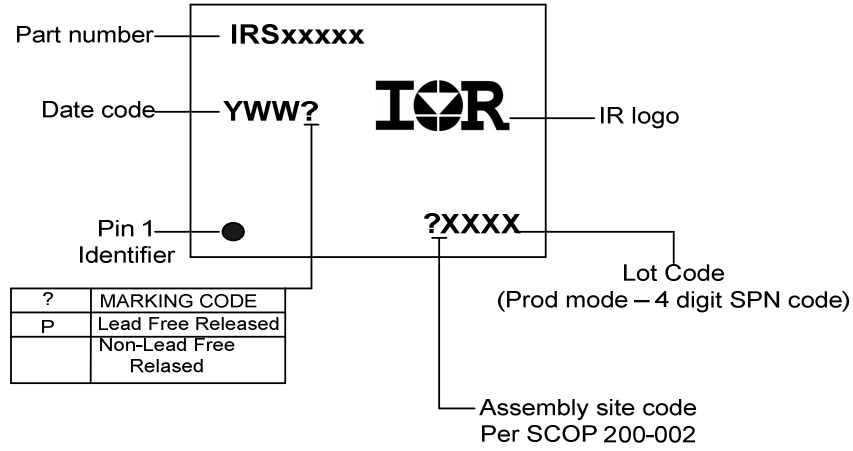 Part number
IRSxxxxx
Date code
YWW?
IOR
IR logo
Pin 1
Identifier
?XXXX
Lot Code
(Prod mode – 4 digit SPN code)
? MARKING CODE
P Lead Free Released
Non-Lead Free
Relased
Assembly site code
Per SCOP 200-002